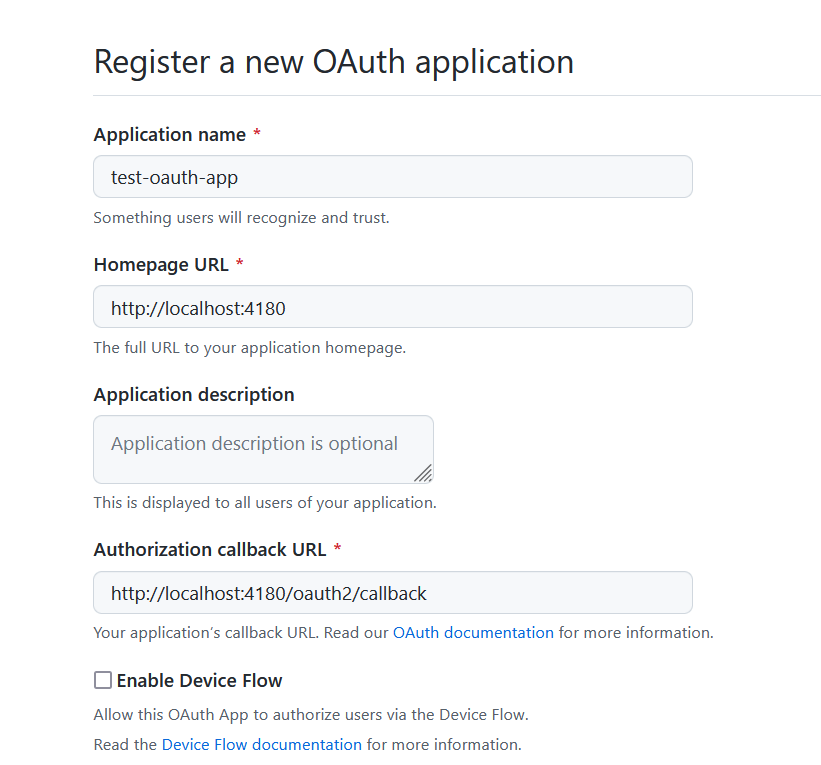 Register a new OAuth application
Application name *
test-oauth-app
Something users will recognize and trust.
Homepage URL *
http://localhost:4180
The full URL to your application homepage.
Application description
Application description is optional
This is displayed to all users of your application.
Authorization callback URL *
http://localhost:4180/oauth2/callback
Your application’s callback URL. Read our OAuth documentation for more information.
Enable Device Flow
Allow this OAuth App to authorize users via the Device Flow.
Read the Device Flow documentation for more information.